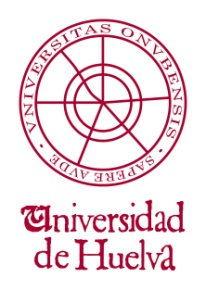 VNIVERSITAS ONVBENSIS · SAPERE AVDE ·
Universidad
de Huelva